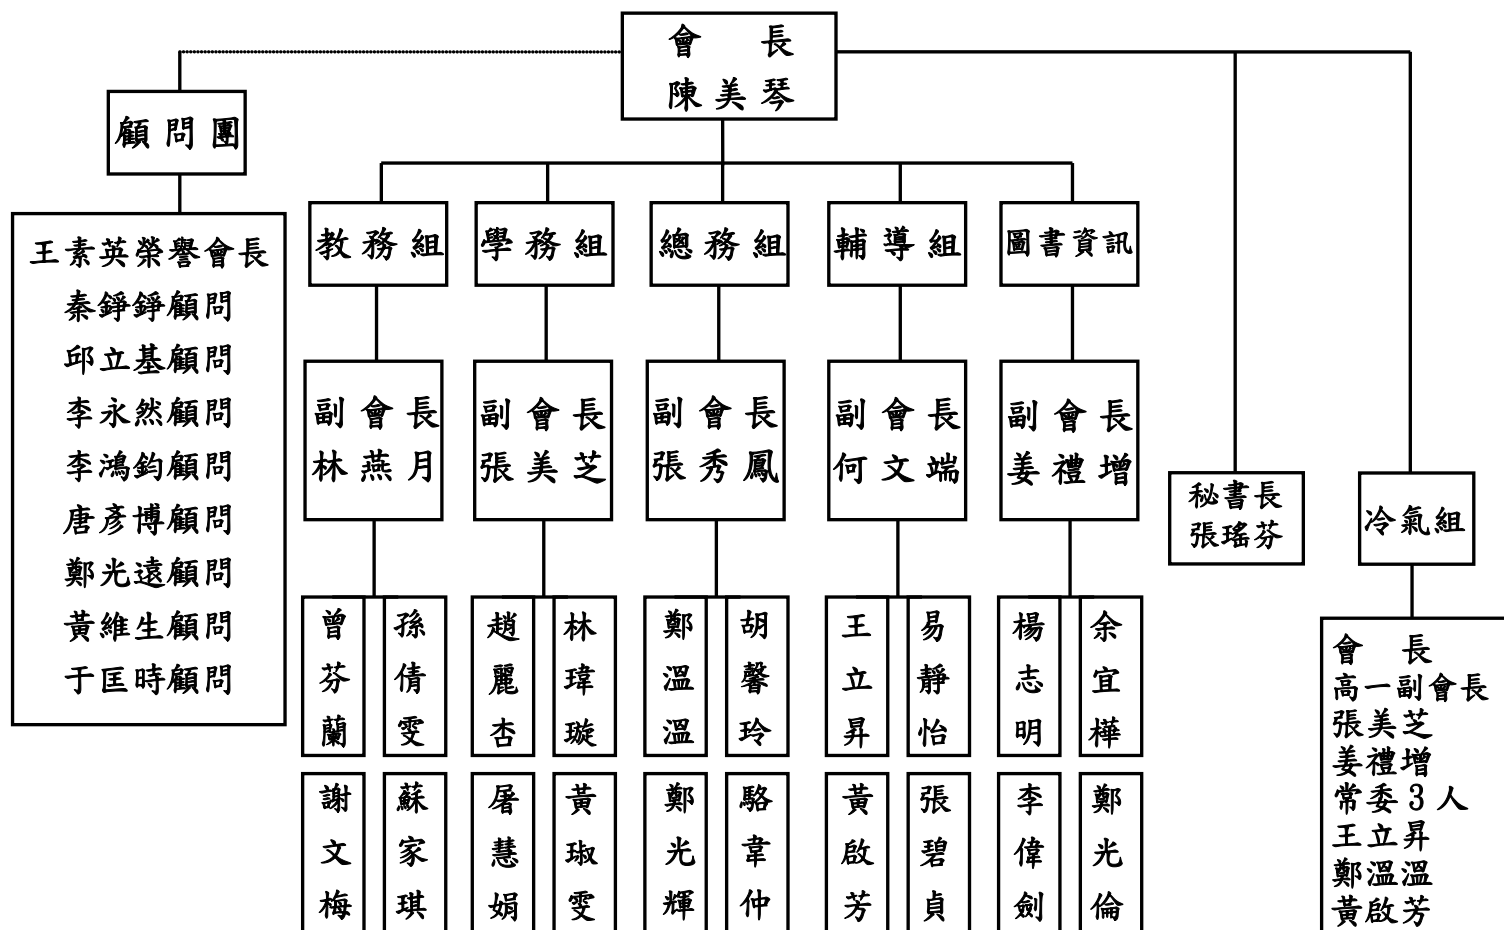 會長
陳美琴
顧問團
王素英榮譽會長
秦錚錚顧問
邱立基顧問
李永然顧問
李鴻鈞顧問
唐彥博顧問
鄭光遠顧問
黃維生顧問
于匡時顧問
教務組
學務組
總務組
輔導組
圖書資訊
副會長
林燕月
副會長
張美芝
副會長
張秀鳳
副會長
何文端
副會長
姜禮增
秘書長
張瑤芬
冷氣組
曾芬蘭
孫倩雯
趙麗杏
林瑋璇
鄭溫溫
胡馨玲
王立昇
易靜怡
楊志明
余宜樺
謝文梅
蘇家琪
屠慧娟
黃琡雯
鄭光輝
駱韋仲
黃啟芳
張碧貞
李偉劍
鄭光倫
會長
高一副會長
張美芝
姜禮增
常委3人
王立昇
鄭溫溫
黃啟芳